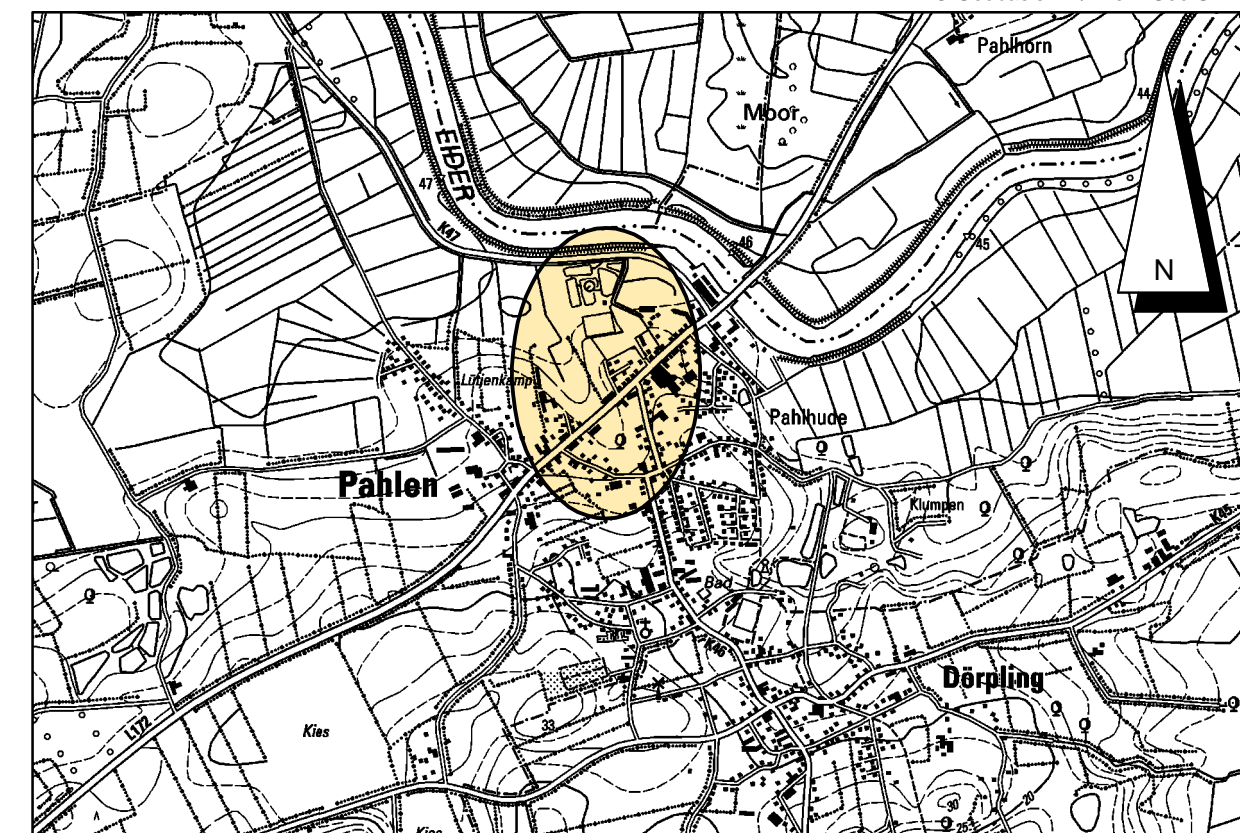 Pahlhorn
44
Moor
EIDER
47
K47
46
45
N
Lütjenkamp
Pahlhude
Pahlen
Klumpen
K45
Bad
K46
Dörpling
L172
Kies
33
30
20
25
Kies